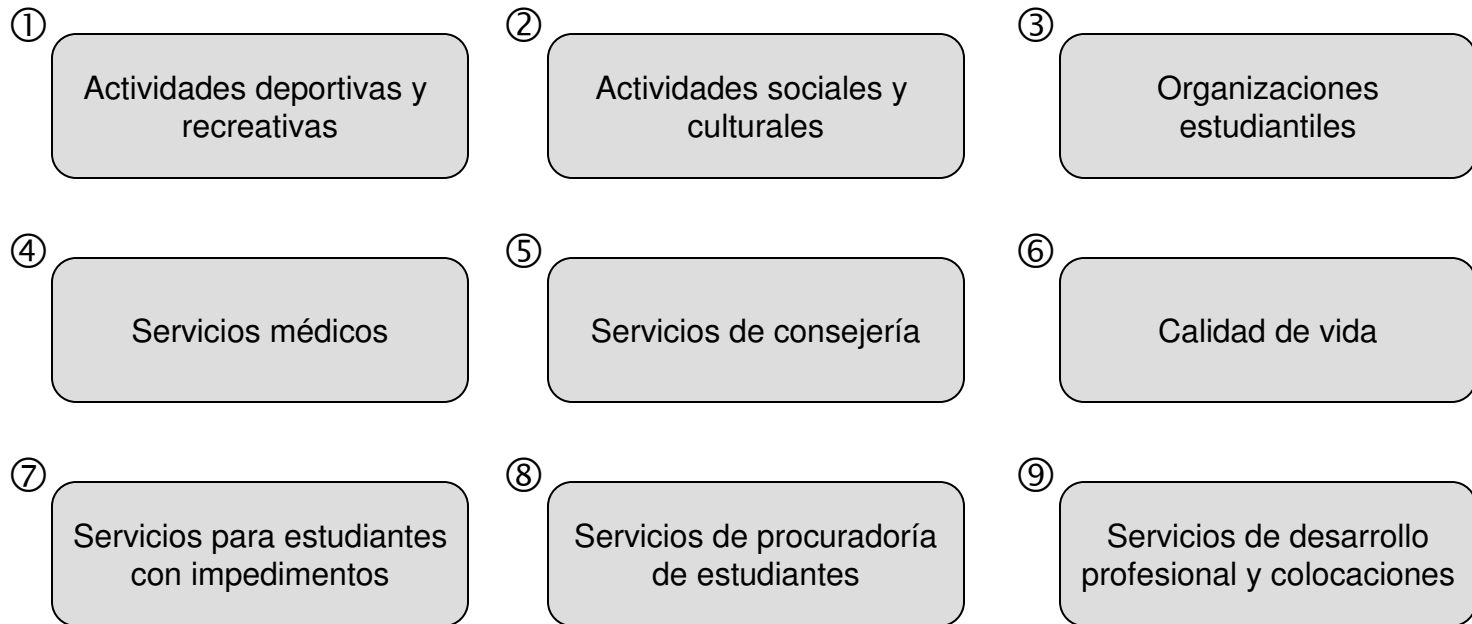 ①
Actividades deportivas y
recreativas
②
Actividades sociales y
culturales
③
Organizaciones
estudiantiles
④
Servicios médicos
⑤
Servicios de consejería
⑥
Calidad de vida
⑦
Servicios para estudiantes
con impedimentos
⑧
Servicios de procuradoría
de estudiantes
⑨
Servicios de desarrollo
profesional y colocaciones